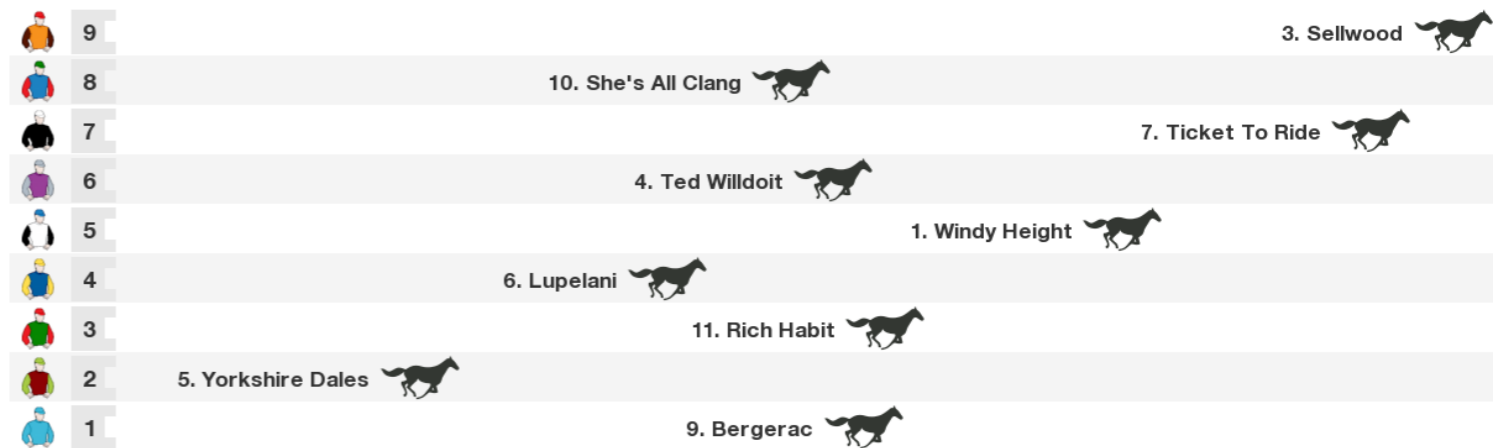 9 3. Sellwood
8 10. She's All Clang
7 7. Ticket To Ride
6 4. Ted Willdoit
5 1. Windy Height
4 6. Lupelani
3 11. Rich Habit
2 5. Yorkshire Dales
1 9. Bergerac